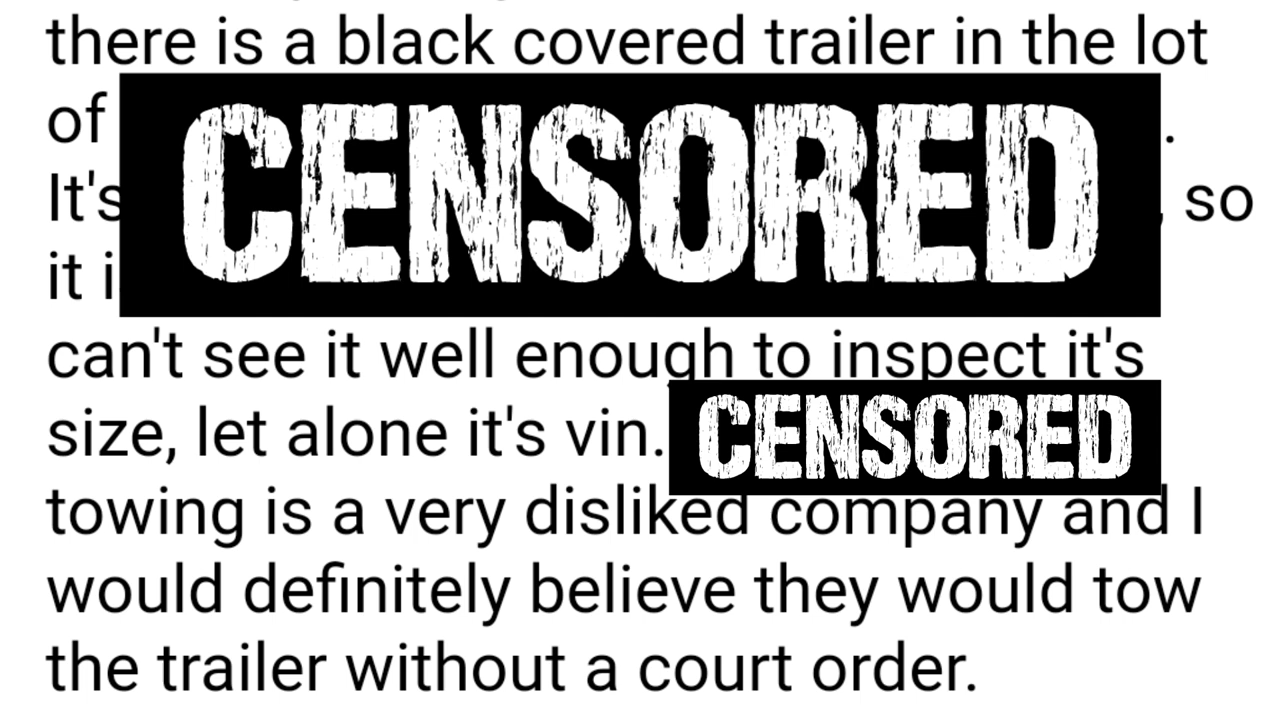 there is a black covered trailer in the lot
of CENSORED .
It's , so
it i
can't see it well enough to inspect it's
size, let alone it's vin. CENSORED
towing is a very disliked company and I
would definitely believe they would tow
the trailer without a court order.